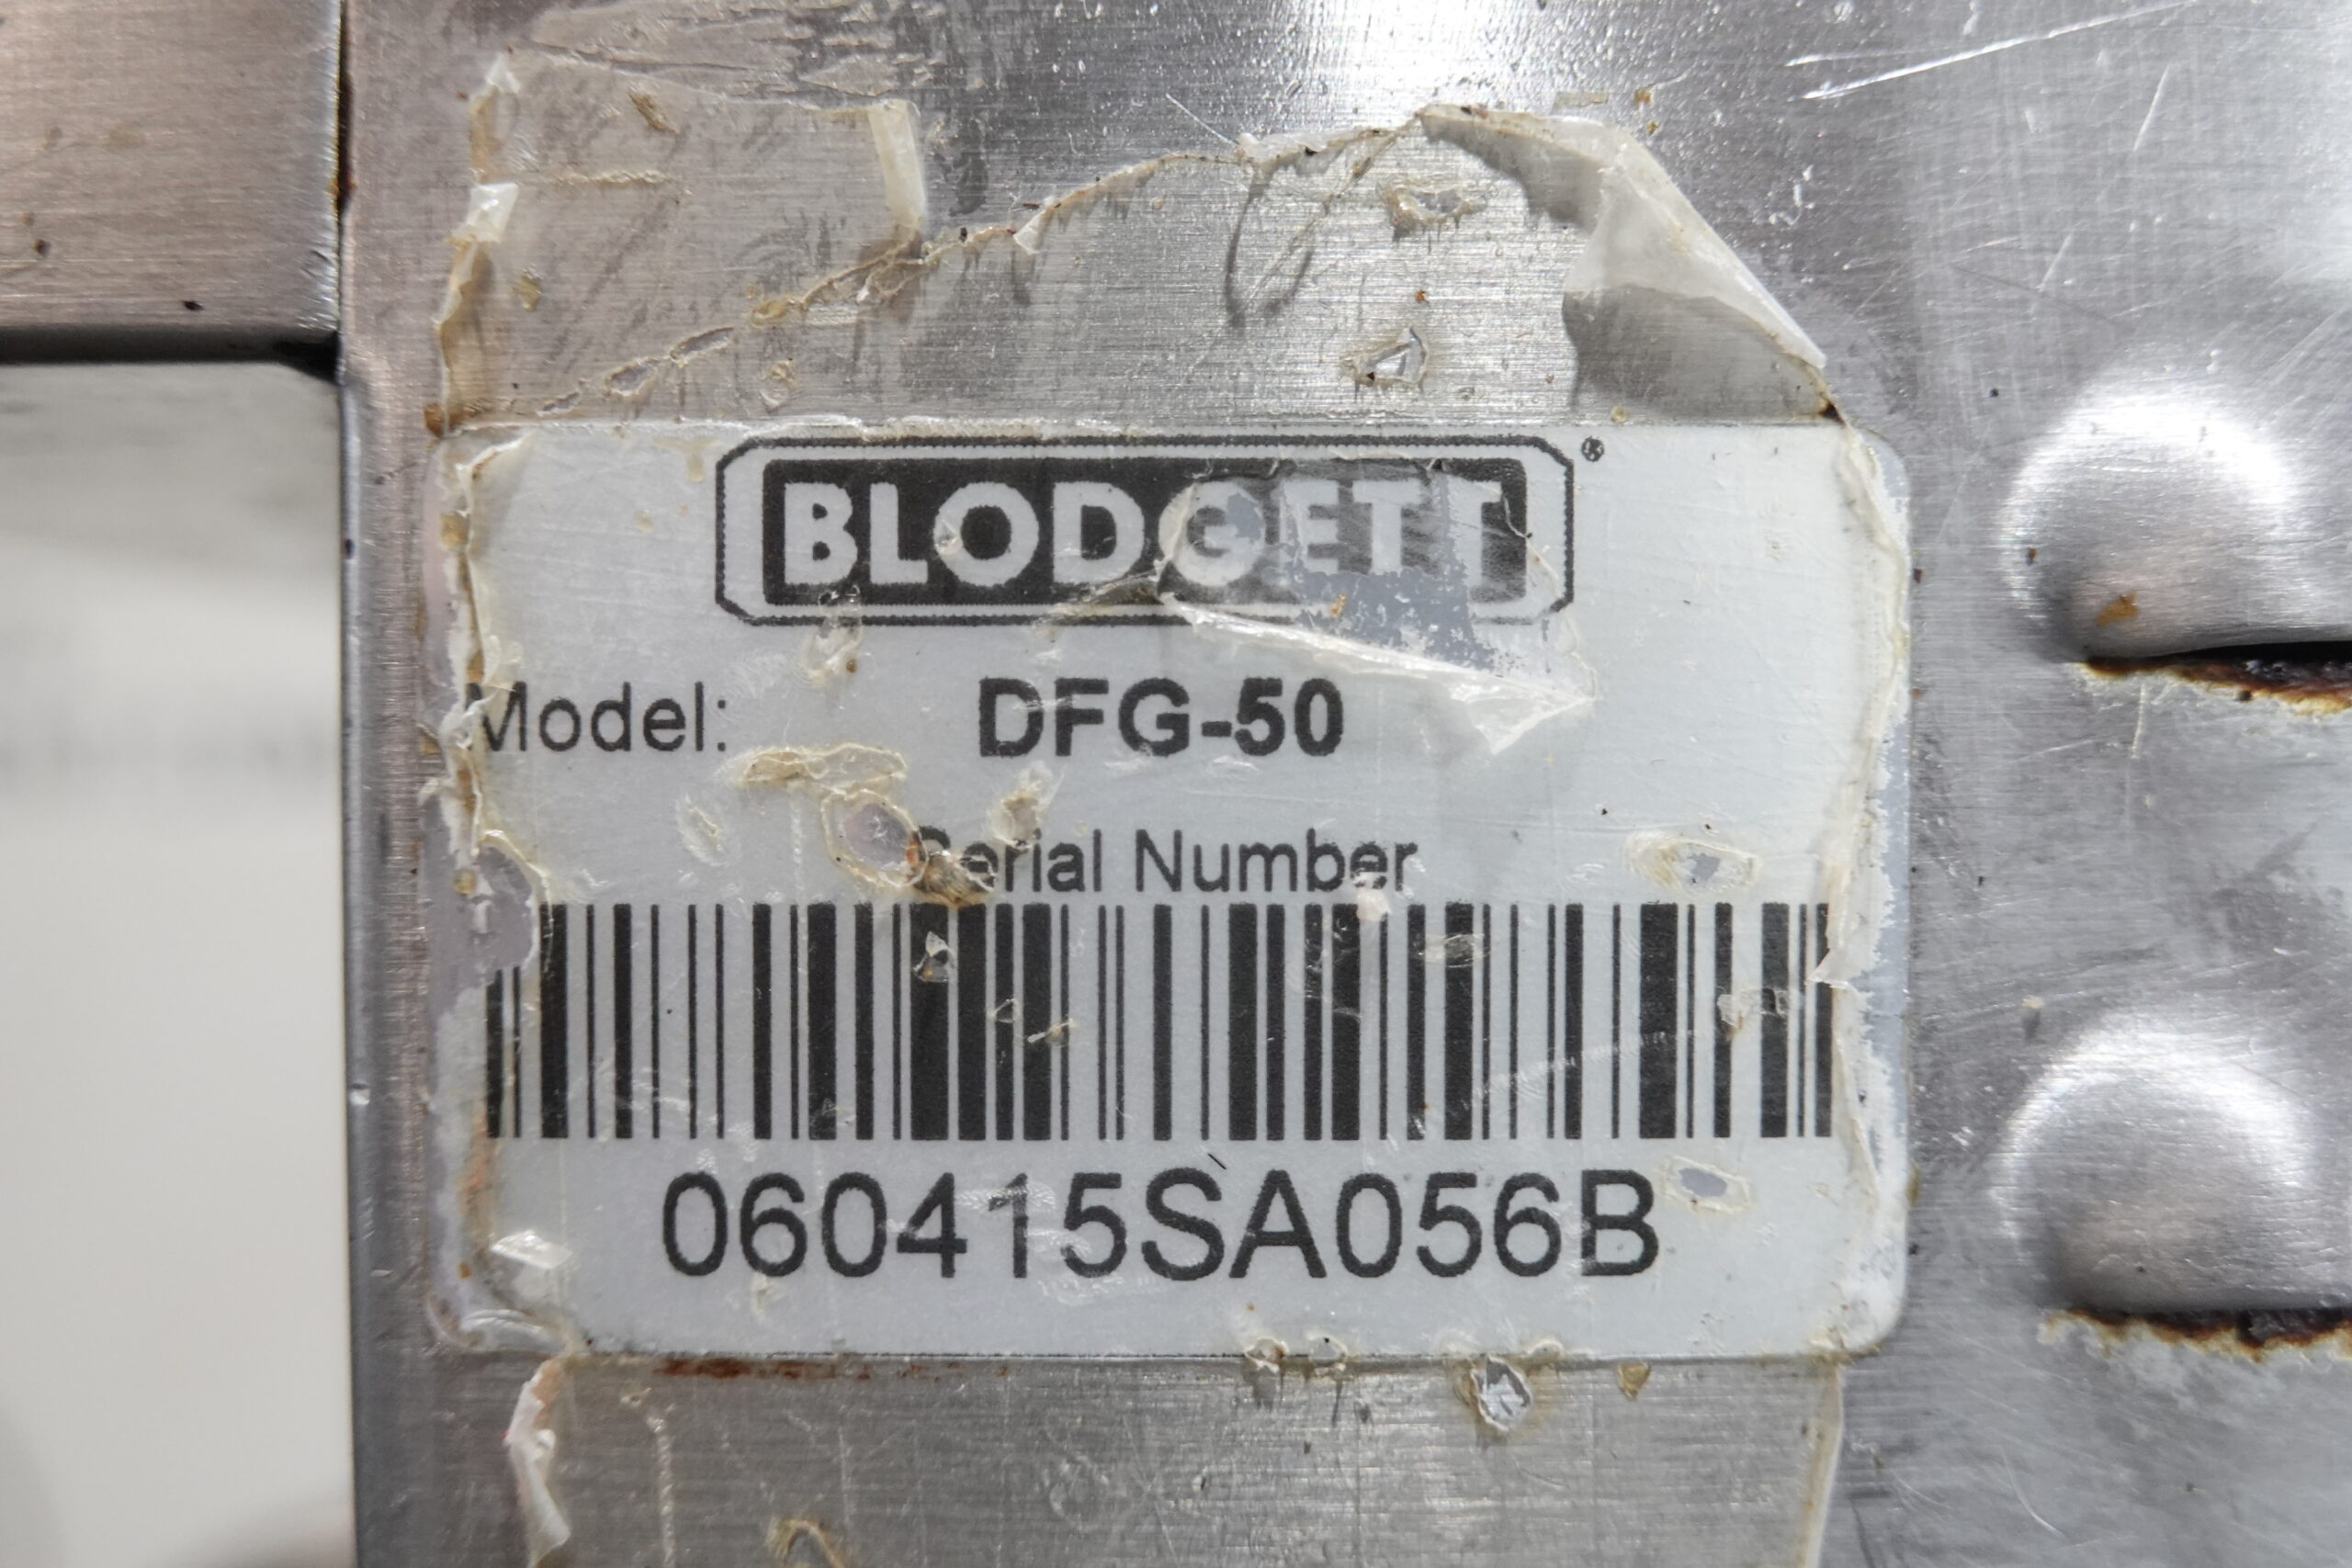 BLODGETT®
Model: DFG-50
Serial Number
060415SA056B